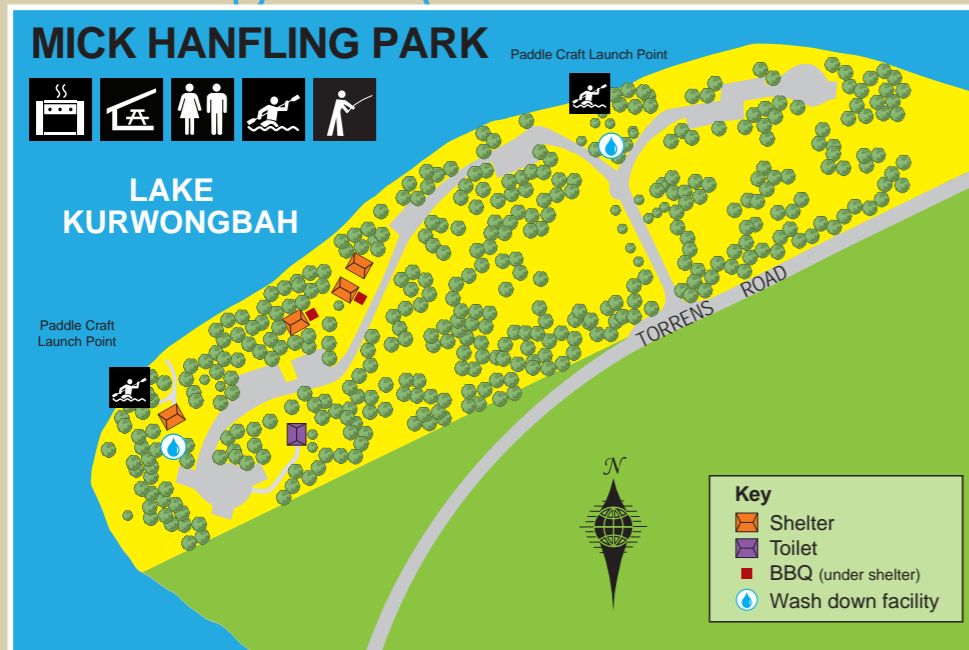 MICK HANFLING PARK
Paddle Craft Launch Point
LAKE
KURWONGBAH
Paddle Craft
Launch Point
TORRENS ROAD
N
Key
Shelter
Toilet
BBQ (under shelter)
Wash down facility